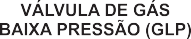 VÁLVULA DE GÁS
BAIXA PRESSÃO (GLP)